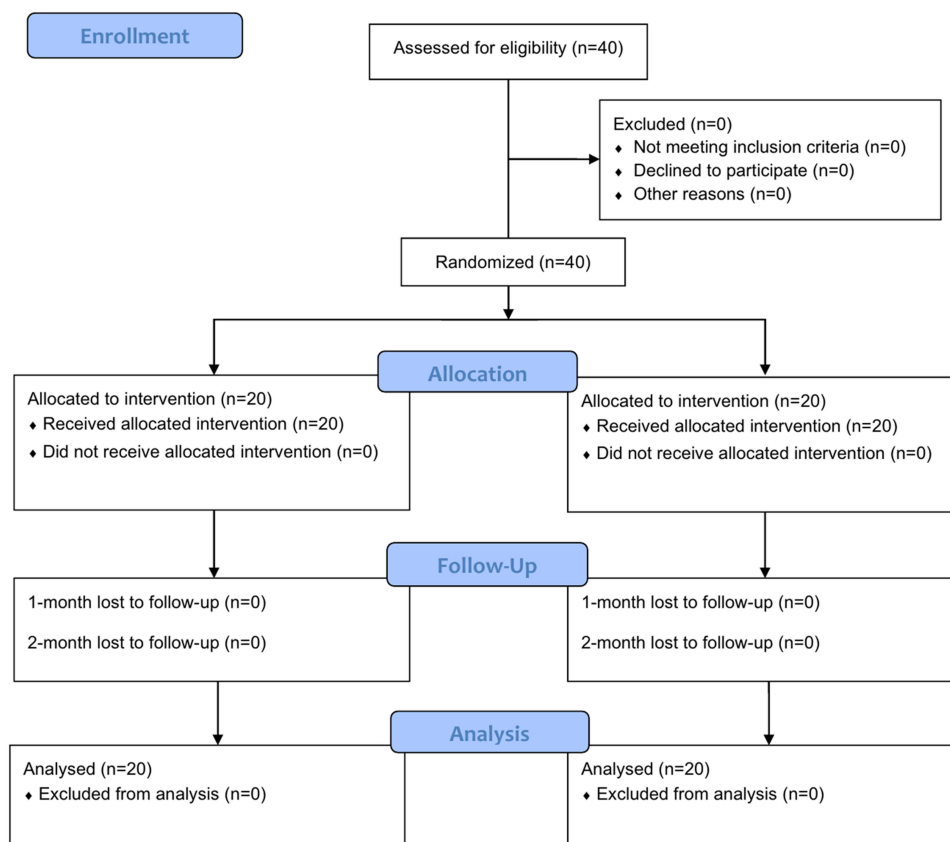 Enrollment
Assessed for eligibility (n=40)
Excluded (n=0)
♦ Not meeting inclusion criteria (n=0)
♦ Declined to participate (n=0)
♦ Other reasons (n=0)
Randomized (n=40)
Allocation
Allocated to intervention (n=20)
♦ Received allocated intervention (n=20)
♦ Did not receive allocated intervention (n=0)
Allocated to intervention (n=20)
♦ Received allocated intervention (n=20)
♦ Did not receive allocated intervention (n=0)
Follow-Up
1-month lost to follow-up (n=0)
2-month lost to follow-up (n=0)
1-month lost to follow-up (n=0)
2-month lost to follow-up (n=0)
Analysis
Analysed (n=20)
♦ Excluded from analysis (n=0)
Analysed (n=20)
♦ Excluded from analysis (n=0)